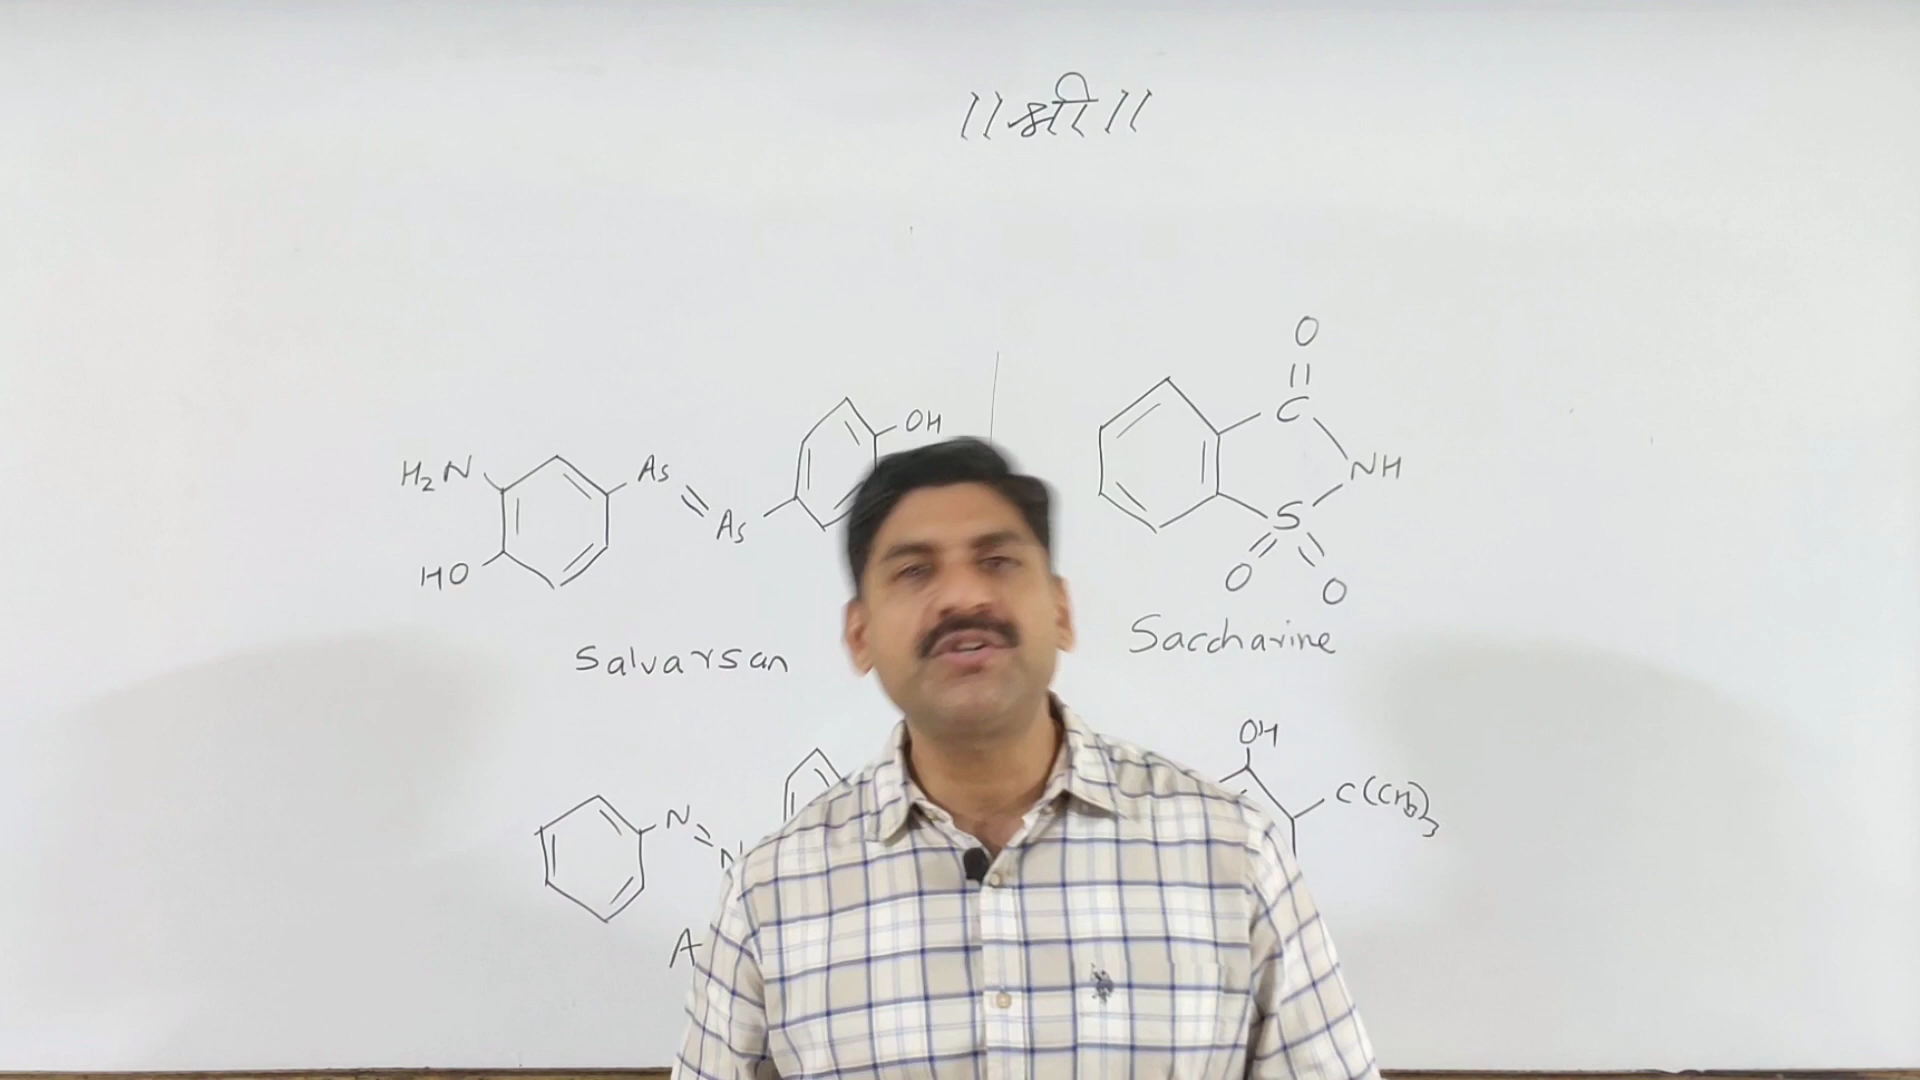 ॥श्री॥
O
||
C
NH
S
O O
Saccharine
H₂N
HO
As
As
OH
Salvarsan
N
N
A
OH
C(CH₃)₃